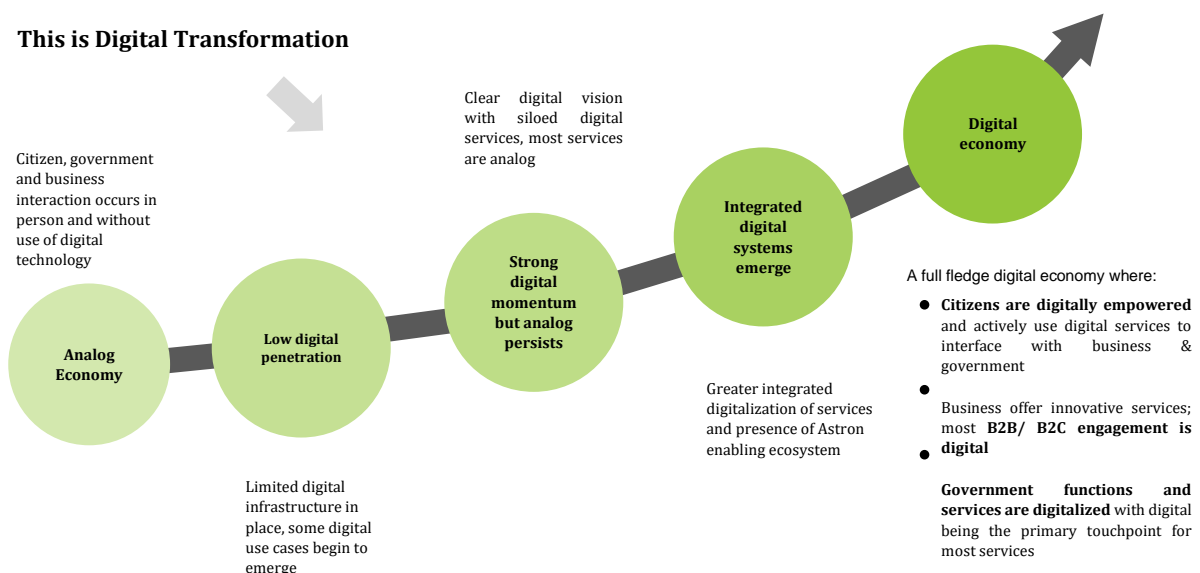 This is Digital Transformation
Citizen, government
and business
interaction occurs in
person and without
use of digital
technology
Analog
Economy
Low digital
penetration
Limited digital
infrastructure in
place, some digital
use cases begin to
emerge
Clear digital vision
with siloed digital
services, most services
are analog
Strong
digital
momentum
but analog
persists
Integrated
digital
systems
emerge
Greater integrated
digitalization of services
and presence of Astron
enabling ecosystem
Digital
economy
A full fledge digital economy where:
● Citizens are digitally empowered
and actively use digital services to
interface with business &
government
●
Business offer innovative services;
most B2B/ B2C engagement is
● digital
Government functions and
services are digitalized with digital
being the primary touchpoint for
most services